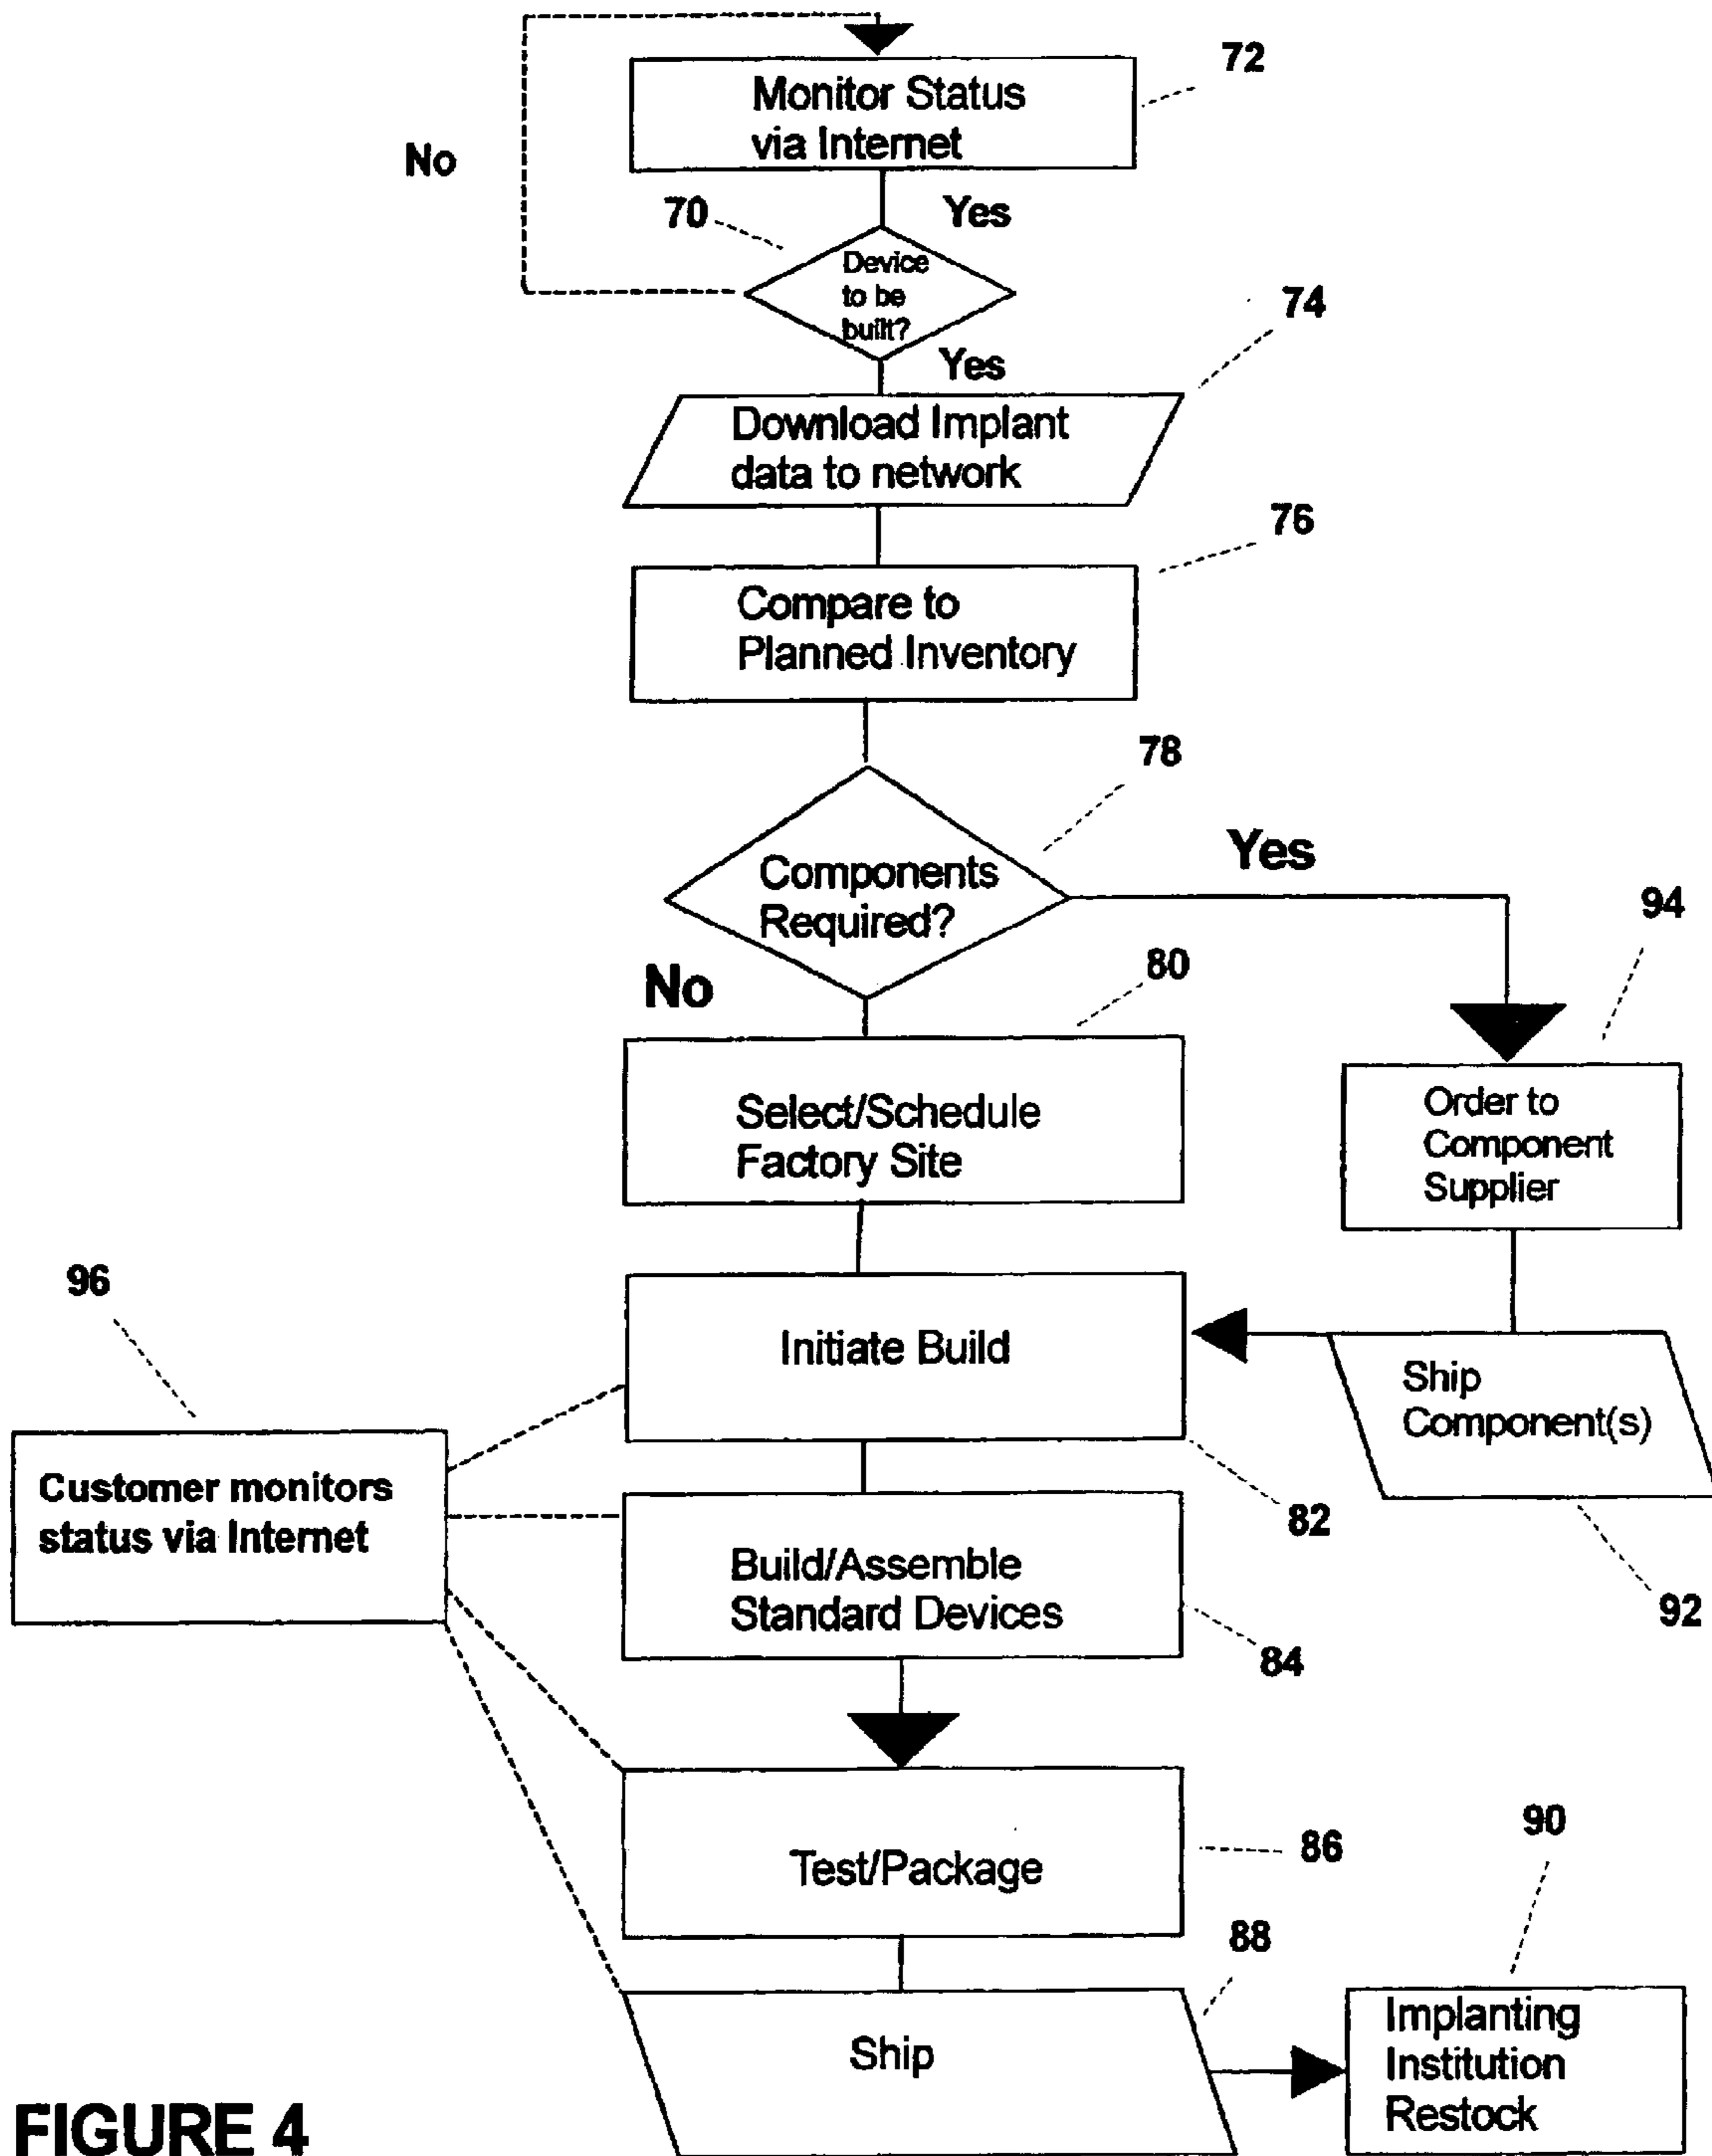 72
Monitor Status
via Internet
No
70
Yes
Device
to be
built?
74
Yes
Download Implant
data to network
76
Compare to
Planned Inventory
78
Components
Required?
Yes
94
No
80
Select/Schedule
Factory Site
Order to
Component
Supplier
96
Initiate Build
Ship
Component(s)
Customer monitors
status via Internet
82
Build/Assemble
Standard Devices
92
84
90
Test/Package
86
88
Ship
Implanting
Institution
Restock
FIGURE 4